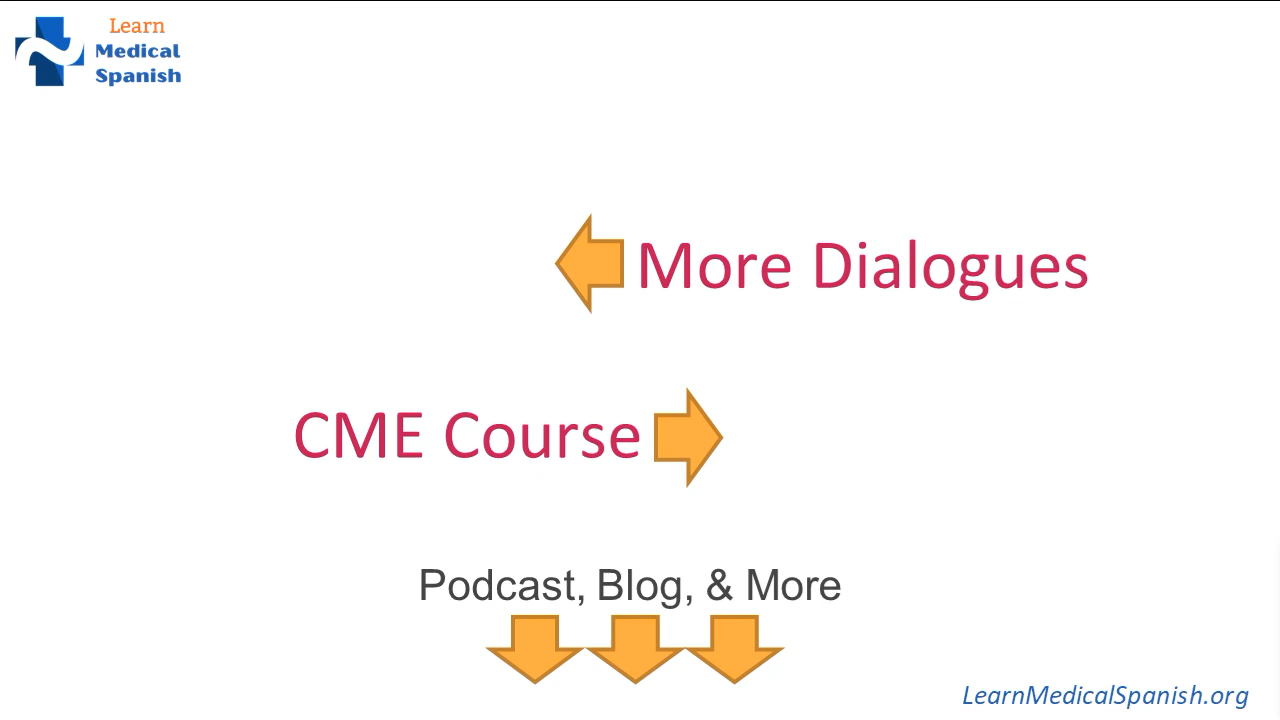 Learn
Medical
Spanish
More Dialogues
CME Course
Podcast, Blog, & More
LearnMedicalSpanish.org